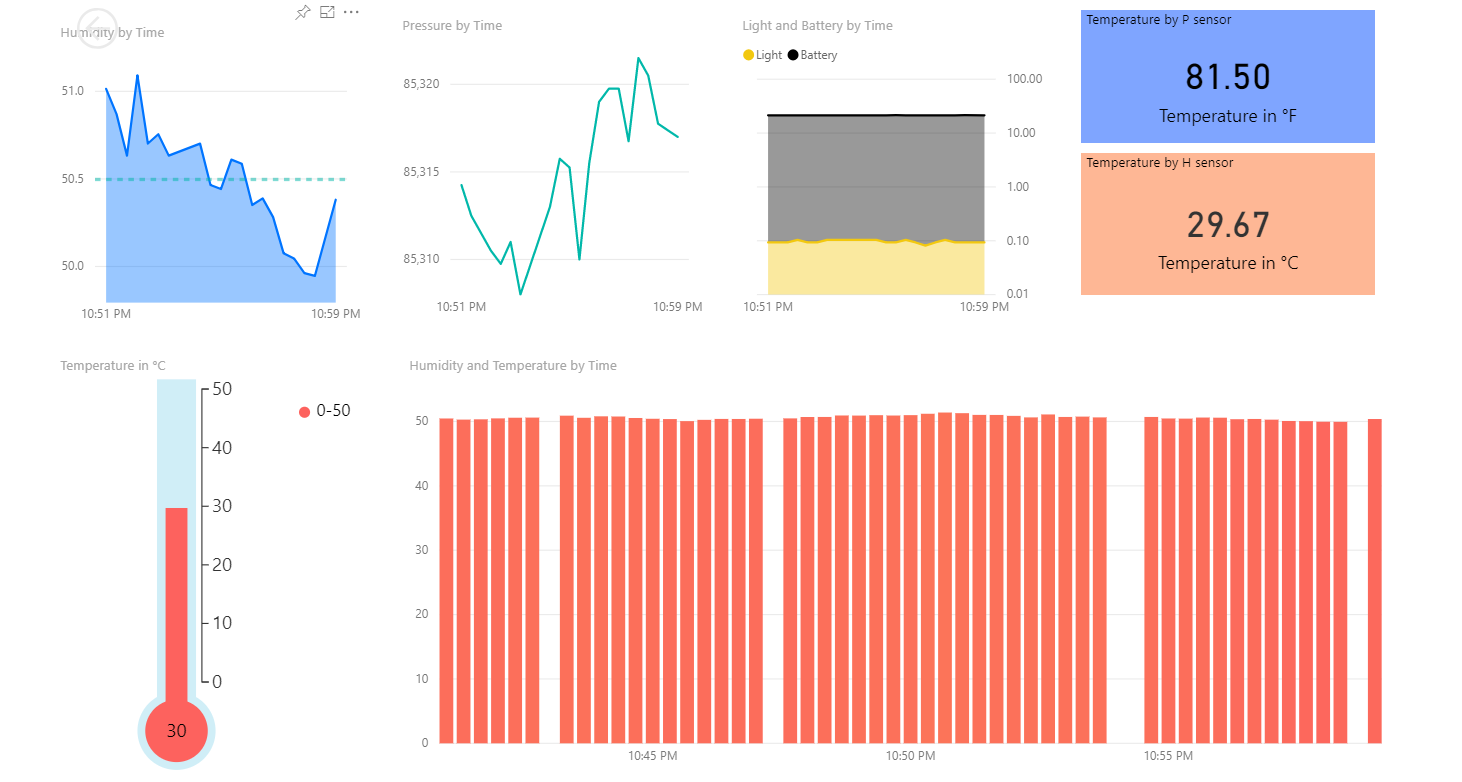 Humidity by Time
51.0
50.5
50.0
10:51 PM
10:59 PM
Pressure by Time
85,320
85,315
85,310
10:51 PM
10:59 PM
Light and Battery by Time
Light
Battery
100.00
10.00
1.00
0.10
0.01
10:51 PM
10:59 PM
Temperature by P sensor
81.50
Temperature in °F
Temperature by H sensor
29.67
Temperature in °C
Temperature in °C
50
40
30
20
10
0
0-50
30
Humidity and Temperature by Time
50
40
30
20
10
0
10:45 PM
10:50 PM
10:55 PM